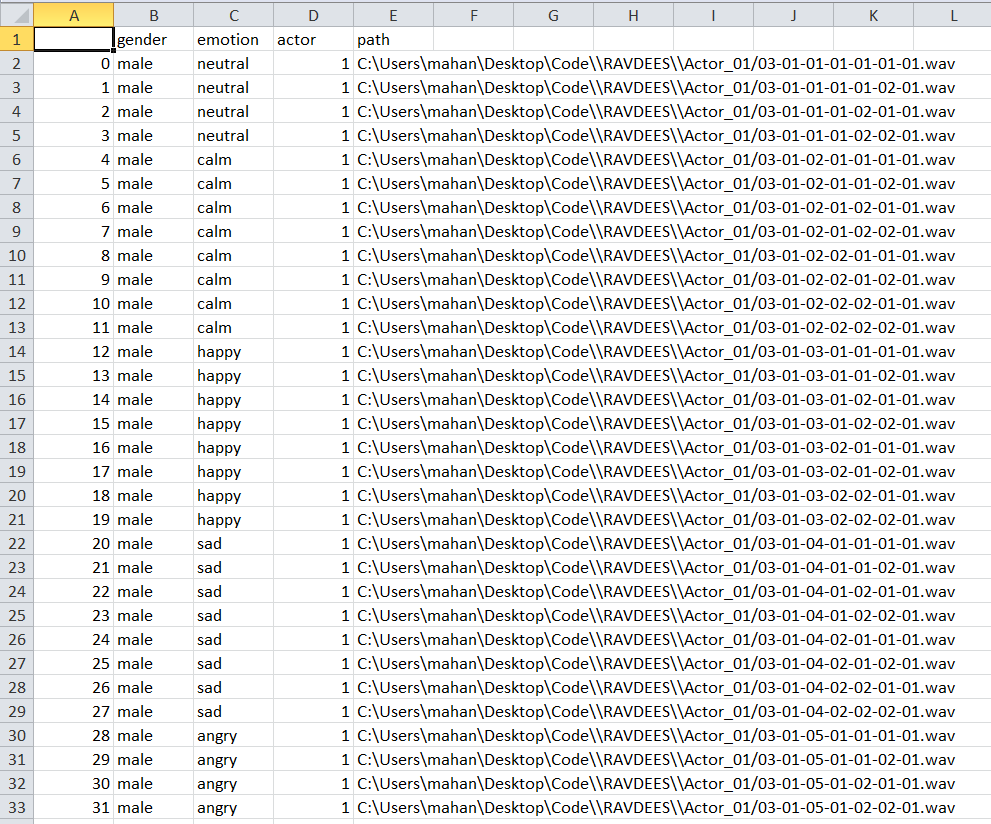 A B C D E F G H I J K L
1 gender emotion actor path
2 0 male neutral 1 C:\Users\mahan\Desktop\Code\\RAVDEES\\Actor_01/03-01-01-01-01-01-01.wav
3 1 male neutral 1 C:\Users\mahan\Desktop\Code\\RAVDEES\\Actor_01/03-01-01-01-01-02-01.wav
4 2 male neutral 1 C:\Users\mahan\Desktop\Code\\RAVDEES\\Actor_01/03-01-01-01-02-01-01.wav
5 3 male neutral 1 C:\Users\mahan\Desktop\Code\\RAVDEES\\Actor_01/03-01-01-01-02-02-01.wav
6 4 male calm 1 C:\Users\mahan\Desktop\Code\\RAVDEES\\Actor_01/03-01-02-01-01-01-01.wav
7 5 male calm 1 C:\Users\mahan\Desktop\Code\\RAVDEES\\Actor_01/03-01-02-01-01-02-01.wav
8 6 male calm 1 C:\Users\mahan\Desktop\Code\\RAVDEES\\Actor_01/03-01-02-01-02-01-01.wav
9 7 male calm 1 C:\Users\mahan\Desktop\Code\\RAVDEES\\Actor_01/03-01-02-01-02-02-01.wav
10 8 male calm 1 C:\Users\mahan\Desktop\Code\\RAVDEES\\Actor_01/03-01-02-02-01-01-01.wav
11 9 male calm 1 C:\Users\mahan\Desktop\Code\\RAVDEES\\Actor_01/03-01-02-02-01-02-01.wav
12 10 male calm 1 C:\Users\mahan\Desktop\Code\\RAVDEES\\Actor_01/03-01-02-02-02-01-01.wav
13 11 male calm 1 C:\Users\mahan\Desktop\Code\\RAVDEES\\Actor_01/03-01-02-02-02-02-01.wav
14 12 male happy 1 C:\Users\mahan\Desktop\Code\\RAVDEES\\Actor_01/03-01-03-01-01-01-01.wav
15 13 male happy 1 C:\Users\mahan\Desktop\Code\\RAVDEES\\Actor_01/03-01-03-01-01-02-01.wav
16 14 male happy 1 C:\Users\mahan\Desktop\Code\\RAVDEES\\Actor_01/03-01-03-01-02-01-01.wav
17 15 male happy 1 C:\Users\mahan\Desktop\Code\\RAVDEES\\Actor_01/03-01-03-01-02-02-01.wav
18 16 male happy 1 C:\Users\mahan\Desktop\Code\\RAVDEES\\Actor_01/03-01-03-02-01-01-01.wav
19 17 male happy 1 C:\Users\mahan\Desktop\Code\\RAVDEES\\Actor_01/03-01-03-02-01-02-01.wav
20 18 male happy 1 C:\Users\mahan\Desktop\Code\\RAVDEES\\Actor_01/03-01-03-02-02-01-01.wav
21 19 male happy 1 C:\Users\mahan\Desktop\Code\\RAVDEES\\Actor_01/03-01-03-02-02-02-01.wav
22 20 male sad 1 C:\Users\mahan\Desktop\Code\\RAVDEES\\Actor_01/03-01-04-01-01-01-01.wav
23 21 male sad 1 C:\Users\mahan\Desktop\Code\\RAVDEES\\Actor_01/03-01-04-01-01-02-01.wav
24 22 male sad 1 C:\Users\mahan\Desktop\Code\\RAVDEES\\Actor_01/03-01-04-01-02-01-01.wav
25 23 male sad 1 C:\Users\mahan\Desktop\Code\\RAVDEES\\Actor_01/03-01-04-01-02-02-01.wav
26 24 male sad 1 C:\Users\mahan\Desktop\Code\\RAVDEES\\Actor_01/03-01-04-02-01-01-01.wav
27 25 male sad 1 C:\Users\mahan\Desktop\Code\\RAVDEES\\Actor_01/03-01-04-02-01-02-01.wav
28 26 male sad 1 C:\Users\mahan\Desktop\Code\\RAVDEES\\Actor_01/03-01-04-02-02-01-01.wav
29 27 male sad 1 C:\Users\mahan\Desktop\Code\\RAVDEES\\Actor_01/03-01-04-02-02-02-01.wav
30 28 male angry 1 C:\Users\mahan\Desktop\Code\\RAVDEES\\Actor_01/03-01-05-01-01-01-01.wav
31 29 male angry 1 C:\Users\mahan\Desktop\Code\\RAVDEES\\Actor_01/03-01-05-01-01-02-01.wav
32 30 male angry 1 C:\Users\mahan\Desktop\Code\\RAVDEES\\Actor_01/03-01-05-01-02-01-01.wav
33 31 male angry 1 C:\Users\mahan\Desktop\Code\\RAVDEES\\Actor_01/03-01-05-01-02-02-01.wav